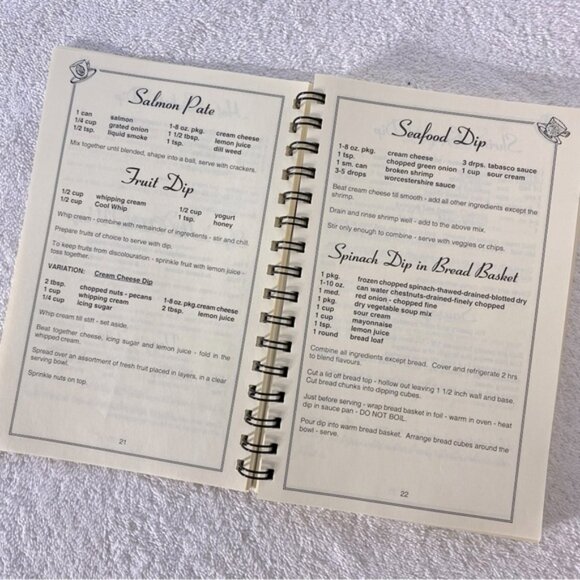 Salmon Pate
1 can salmon 1-8 oz. pkg. cream cheese
1/4 cup grated onion 1 1/2 tbsp. lemon juice
1/2 tsp. liquid smoke 1 tsp. dill weed
Mix together until blended, shape into a ball, serve with crackers.
Fruit Dip
1/2 cup whipping cream 1/2 cup yogurt
1/2 cup Cool Whip 1 tsp. honey
Whip cream - combine with remainder of ingredients - stir and chill.
Prepare fruits of choice to serve with dip.
To keep fruits from discolouration - sprinkle fruit with lemon juice -
toss together.
VARIATION: Cream Cheese Dip
2 tbsp. chopped nuts - pecans 1-8 oz. pkg.cream cheese
1 cup whipping cream 2 tbsp. lemon juice
1/4 cup icing sugar
Whip cream till stiff - set aside.
Beat together cheese, icing sugar and lemon juice - fold in the
whipped cream.
Spread over an assortment of fresh fruit placed in layers, in a clear
serving bowl.
Sprinkle nuts on top.
21
Seafood Dip
1-8 oz. pkg. cream cheese 3 drps. tabasco sauce
1 tsp. chopped green onion 1 cup sour cream
1 sm. can broken shrimp
3-5 drops worcestershire sauce
Beat cream cheese till smooth - add all other ingredients except the
shrimp.
Drain and rinse shrimp well - add to the above mix.
Stir only enough to combine - serve with veggies or chips.
Spinach Dip in Bread Basket
1 pkg. frozen chopped spinach-thawed-drained-blotted dry
1-10 oz. can water chestnuts-drained-finely chopped
1 med. red onion - chopped fine
1 pkg. dry vegetable soup mix
1 cup sour cream
1 cup mayonnaise
1 tsp. lemon juice
1 round bread loaf
Combine all ingredients except bread. Cover and refrigerate 2 hrs
to blend flavours.
Cut a lid off bread top - hollow out leaving 1 1/2 inch wall and base.
Cut bread chunks into dipping cubes.
Just before serving - wrap bread basket in foil - warm in oven - heat
dip in sauce pan - DO NOT BOIL.
Pour dip into warm bread basket. Arrange bread cubes around the
bowl - serve.
22